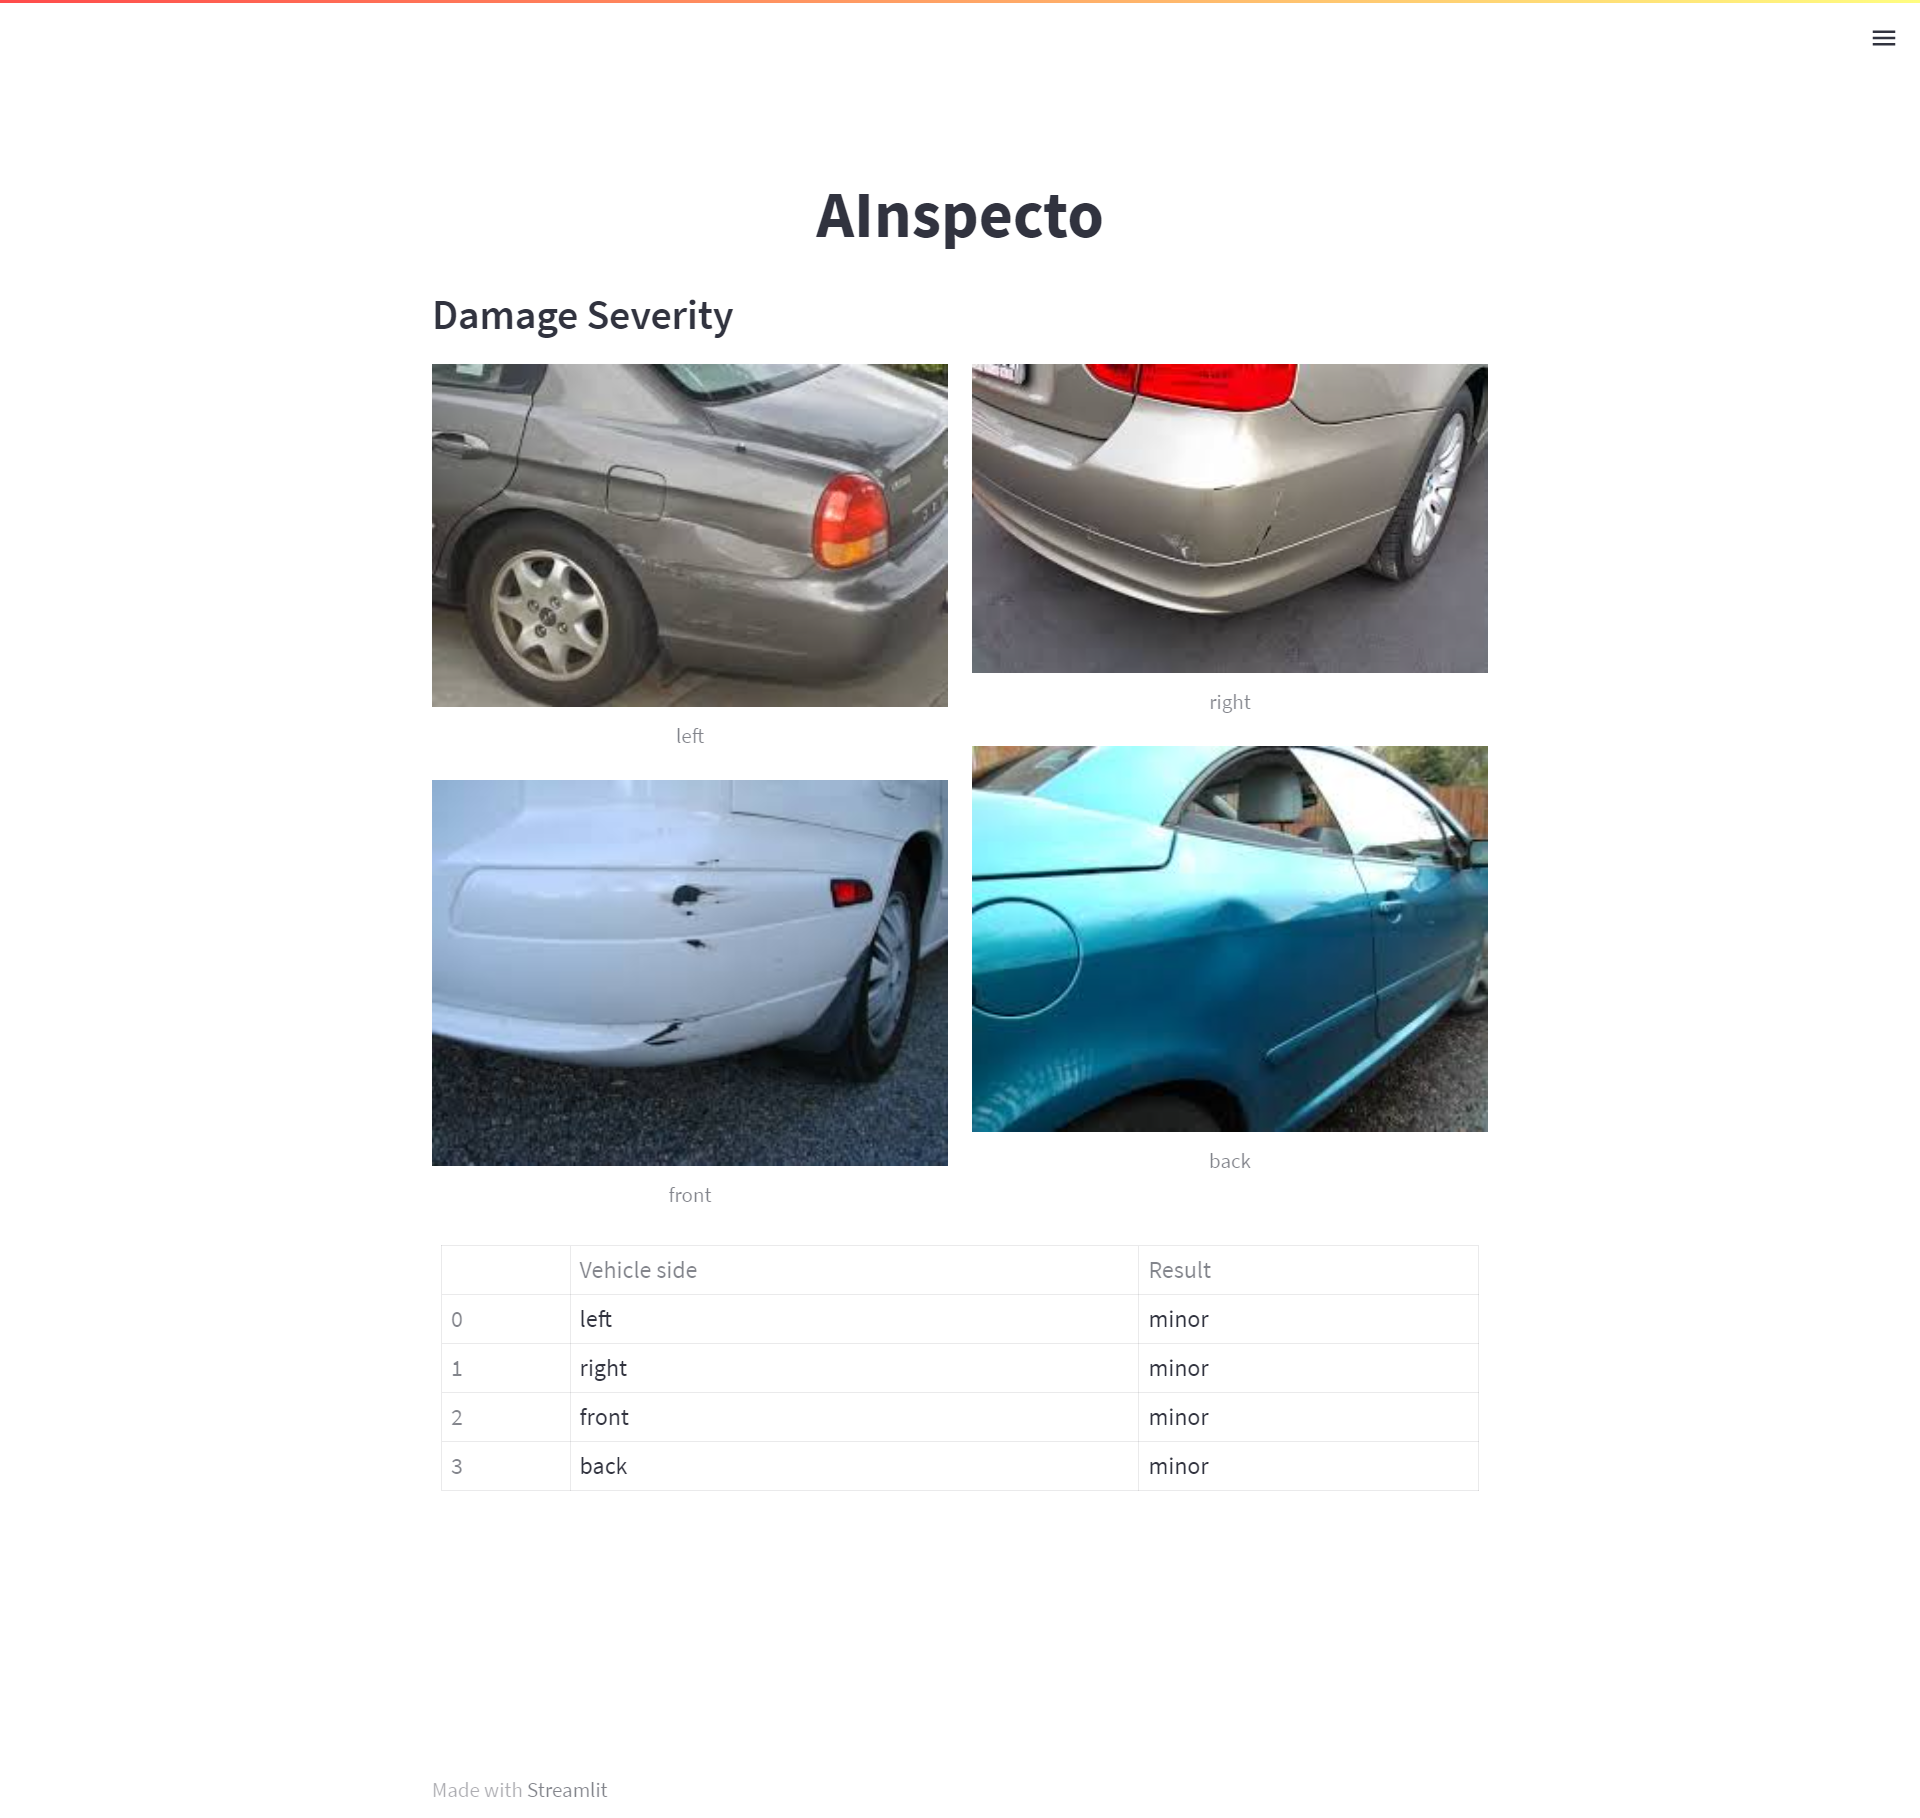 AInspecto
Damage Severity
left
right
front
back
Vehicle side Result
0 left minor
1 right minor
2 front minor
3 back minor
Made with Streamlit